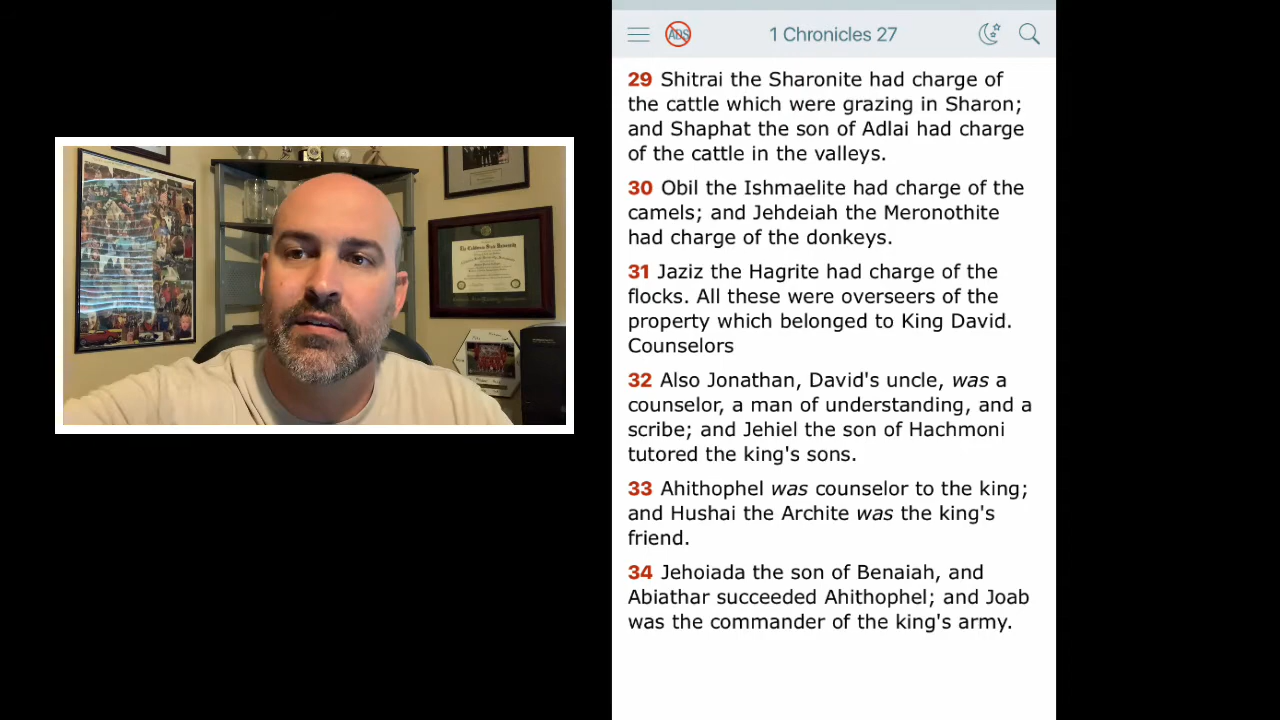 The California State University
ADS
1 Chronicles 27
29 Shitrai the Sharonite had charge of
the cattle which were grazing in Sharon;
and Shaphat the son of Adlai had charge
of the cattle in the valleys.
30 Obil the Ishmaelite had charge of the
camels; and Jehdeiah the Meronothite
had charge of the donkeys.
31 Jaziz the Hagrite had charge of the
flocks. All these were overseers of the
property which belonged to King David.
Counselors
32 Also Jonathan, David's uncle, was a
counselor, a man of understanding, and a
scribe; and Jehiel the son of Hachmoni
tutored the king's sons.
33 Ahithophel was counselor to the king;
and Hushai the Archite was the king's
friend.
34 Jehoiada the son of Benaiah, and
Abiathar succeeded Ahithophel; and Joab
was the commander of the king's army.